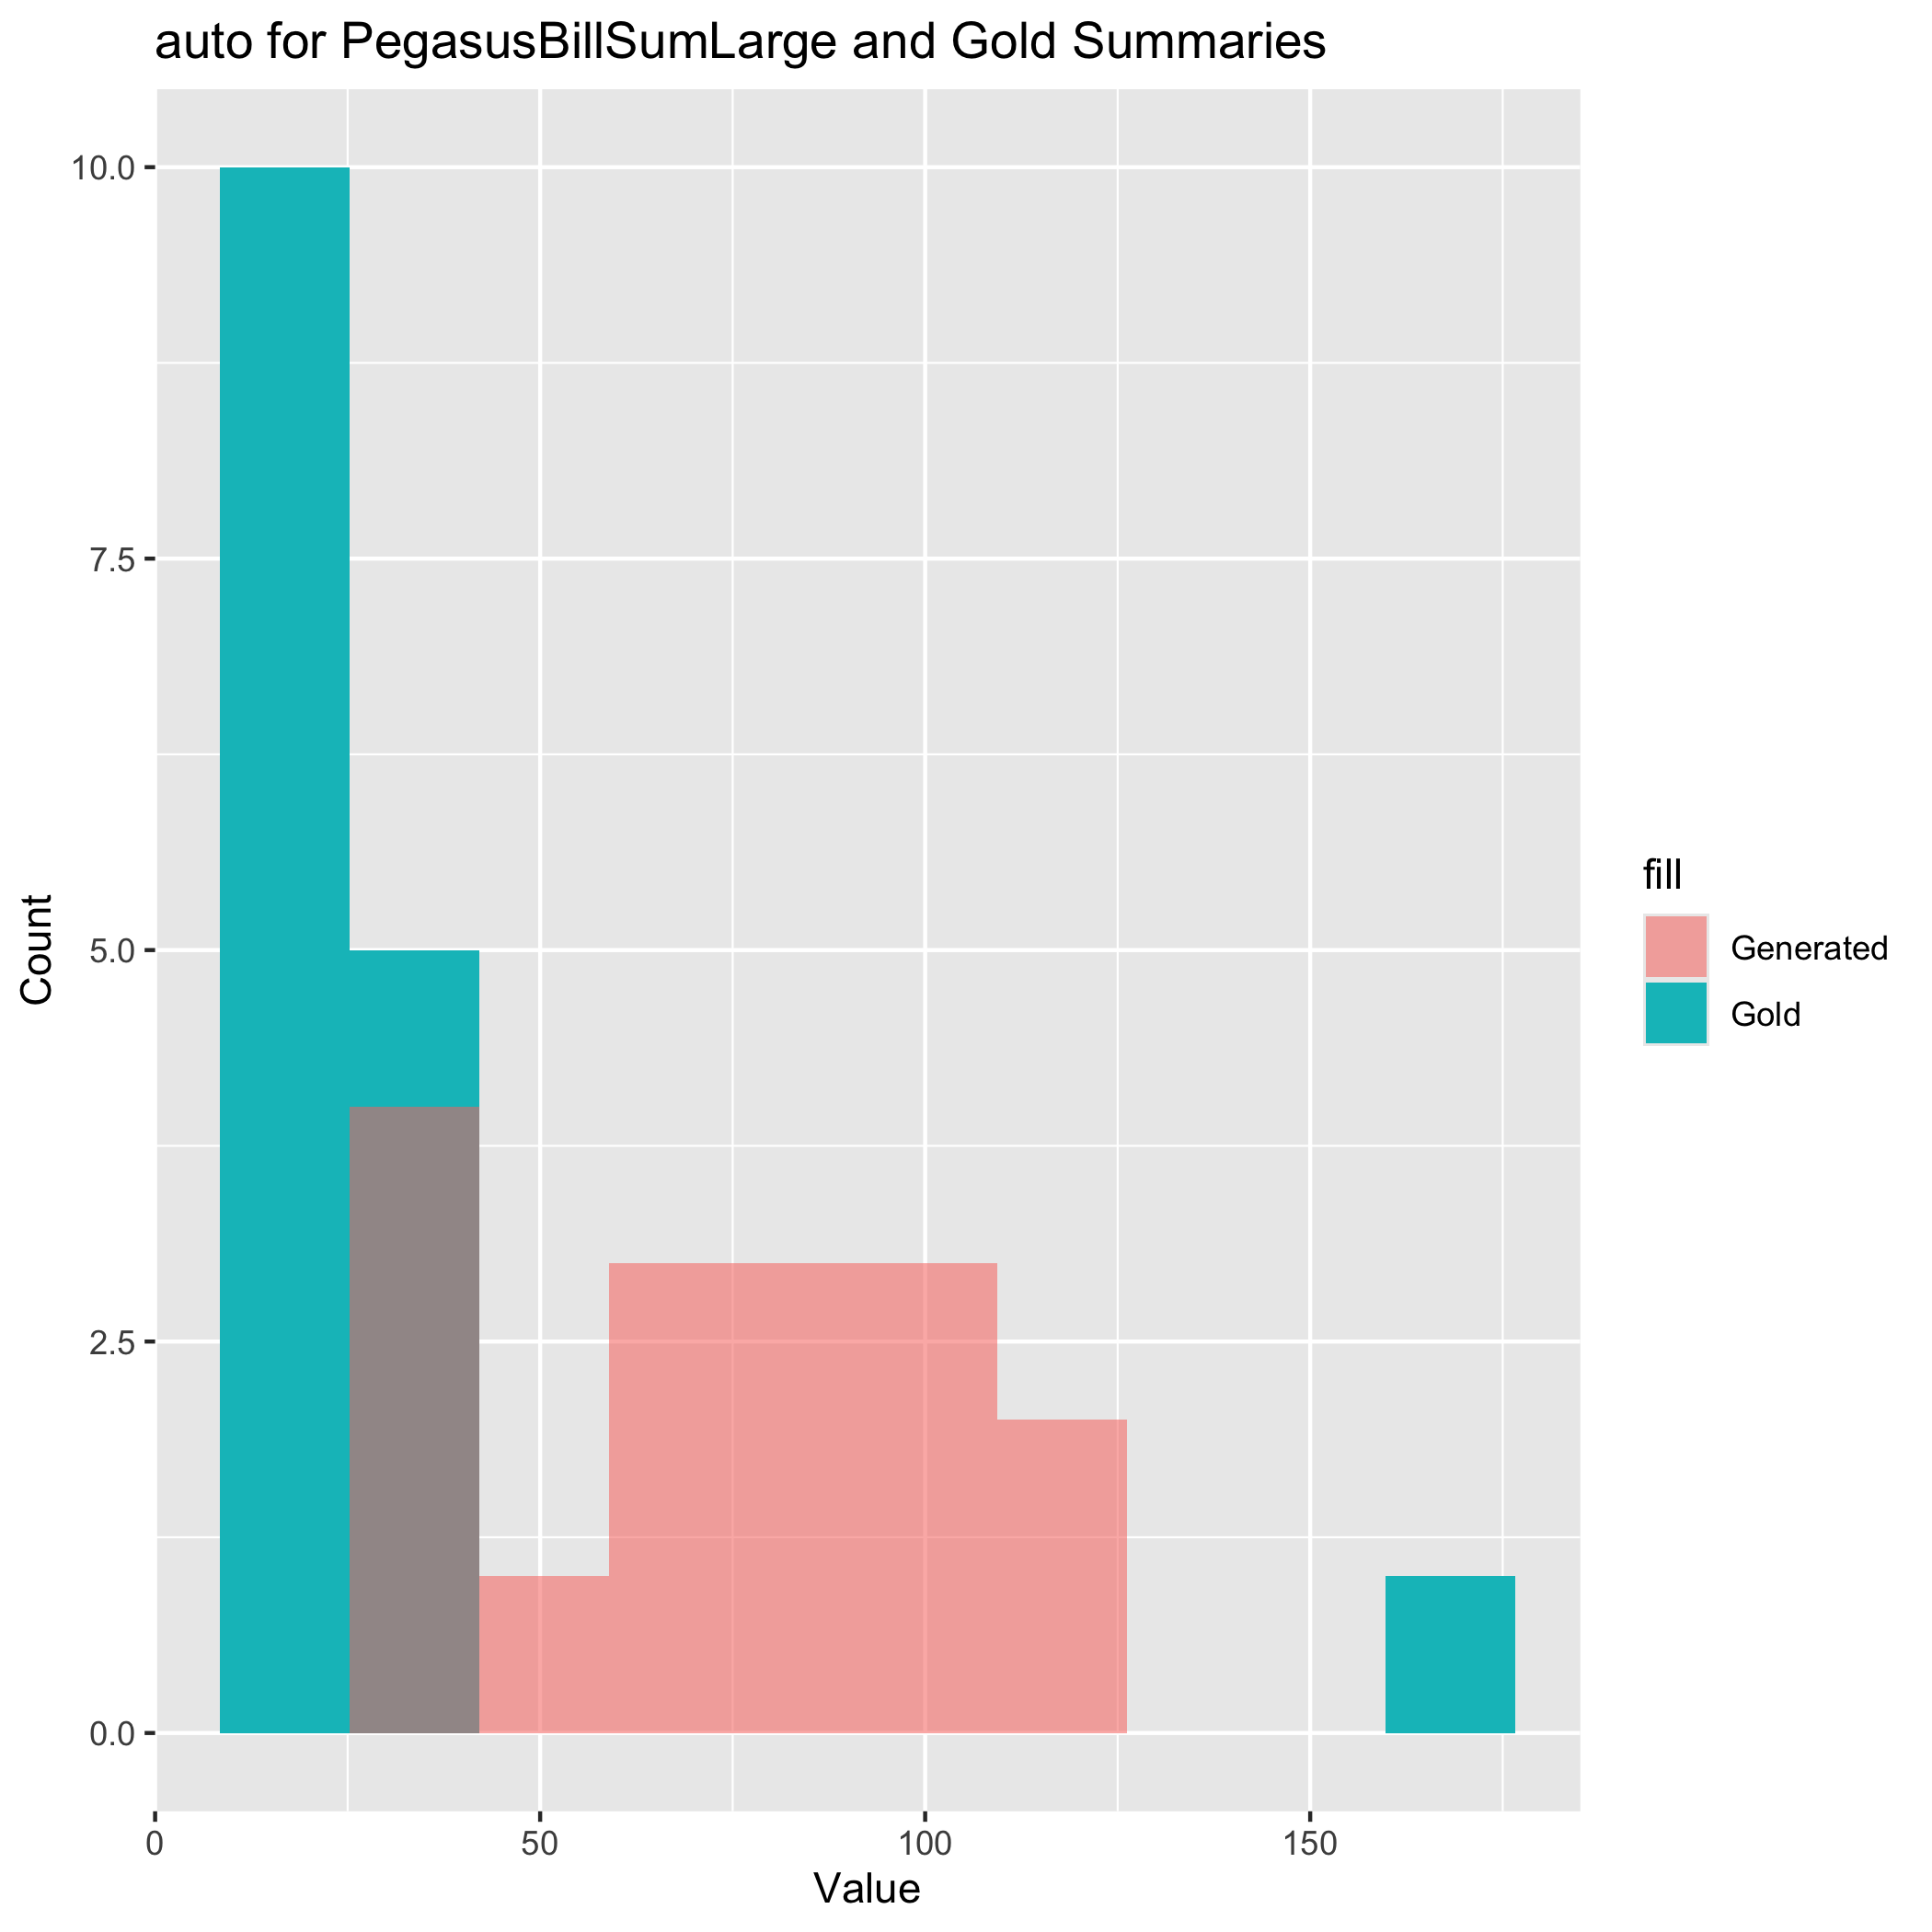 auto for PegasusBillSumLarge and Gold Summaries
10.0
7.5
5.0
2.5
0.0
Count
0 50 100 150
Value
fill
Generated
Gold